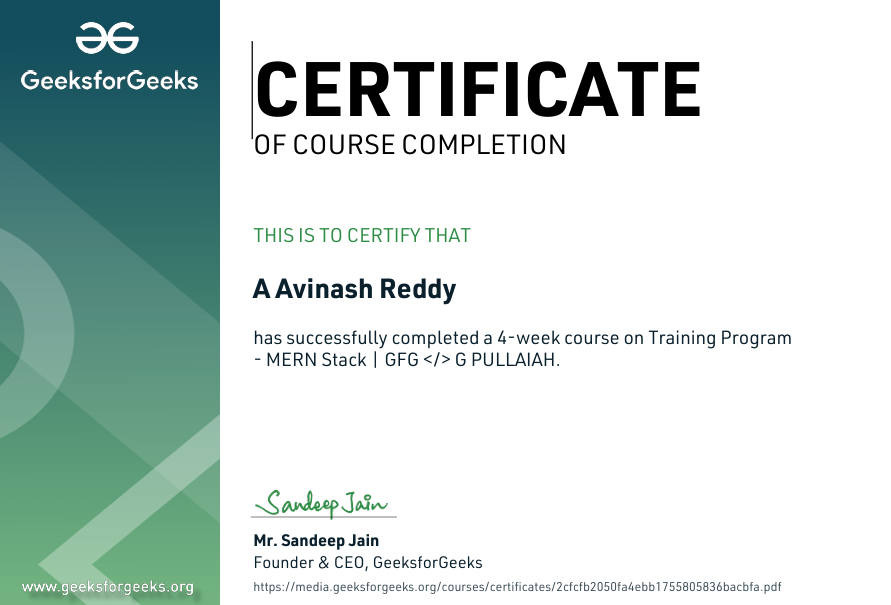 GeeksforGeeks
CERTIFICATE
OF COURSE COMPLETION
THIS IS TO CERTIFY THAT
A Avinash Reddy
has successfully completed a 4-week course on Training Program
- MERN Stack | GFG </> G PULLAIAH.
Sandeep Jain
Mr. Sandeep Jain
Founder & CEO, GeeksforGeeks
www.geeksforgeeks.org
https://media.geeksforgeeks.org/courses/certificates/2cfcfb2050fa4ebb1755805836bacbfa.pdf